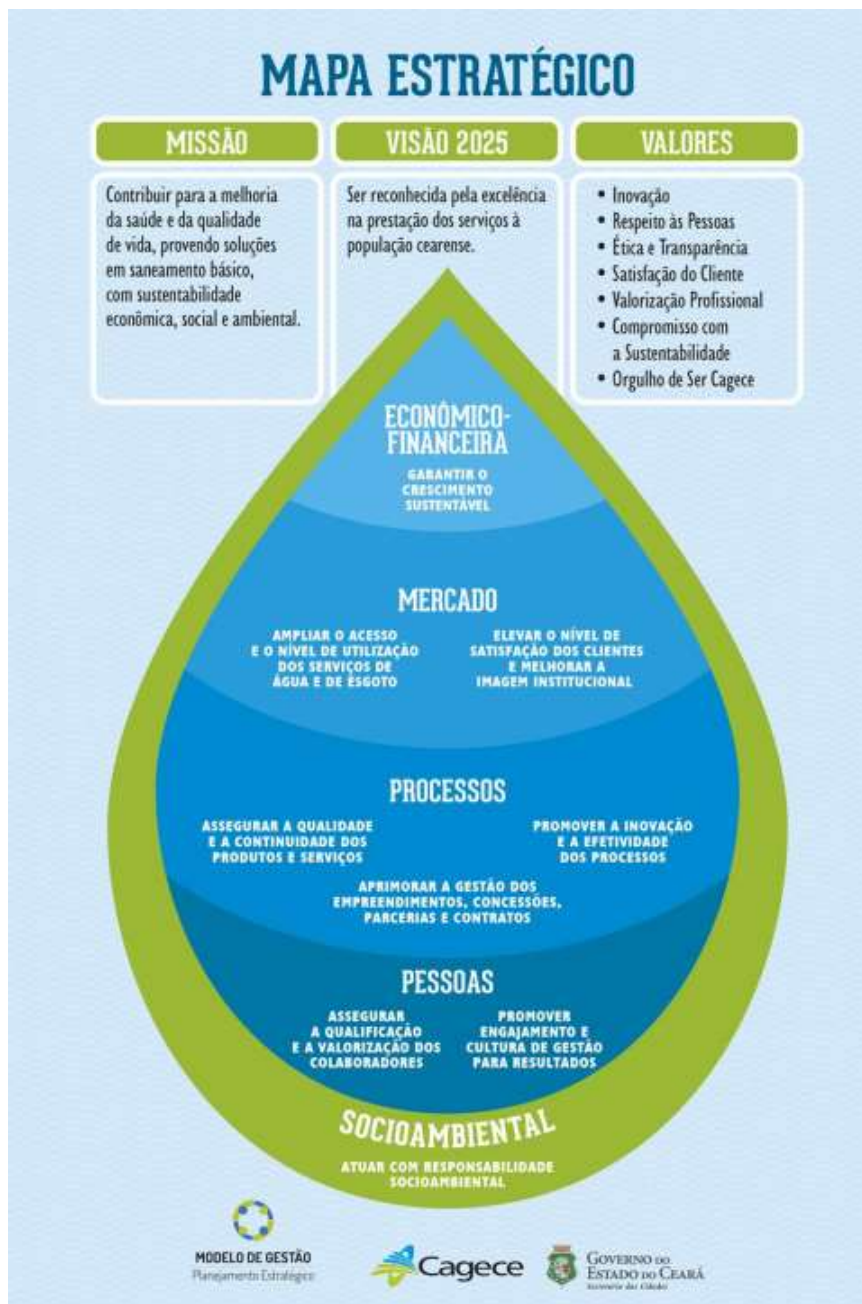 MAPA ESTRATÉGICO
MISSÃO
Contribuir para a melhoria
da saúde e da qualidade
de vida, provendo soluções
em saneamento básico,
com sustentabilidade
econômica, social e ambiental.
VISÃO 2025
Ser reconhecida pela excelência
na prestação dos serviços à
população cearense.
VALORES
• Inovação
• Respeito às Pessoas
• Ética e Transparência
• Satisfação do Cliente
• Valorização Profissional
• Compromisso com
a Sustentabilidade
• Orgulho de Ser Cagece
ECONÔMICO-
FINANCEIRA
GARANTIR O
CRESCIMENTO
SUSTENTÁVEL
MERCADO
AMPLIAR O ACESSO
E O NÍVEL DE UTILIZAÇÃO
DOS SERVIÇOS DE
ÁGUA E DE ESGOTO
ELEVAR O NÍVEL DE
SATISFAÇÃO DOS CLIENTES
E MELHORAR A
IMAGEM INSTITUCIONAL
PROCESSOS
ASSEGURAR A QUALIDADE
E A CONTINUIDADE DOS
PRODUTOS E SERVIÇOS
PROMOVER A INOVAÇÃO
E A EFETIVIDADE
DOS PROCESSOS
APRIMORAR A GESTÃO DOS
EMPREENDIMENTOS, CONCESSÕES,
PARCERIAS E CONTRATOS
PESSOAS
ASSEGURAR
A QUALIFICAÇÃO
E A VALORIZAÇÃO DOS
COLABORADORES
PROMOVER
ENGAJAMENTO E
CULTURA DE GESTÃO
PARA RESULTADOS
SOCIOAMBIENTAL
ATUAR COM RESPONSABILIDADE
SOCIOAMBIENTAL
MODELO DE GESTÃO
Planejamento Estratégico
Cagece
GOVERNO DO
ESTADO DO CEARÁ
Secretaria das Cidades